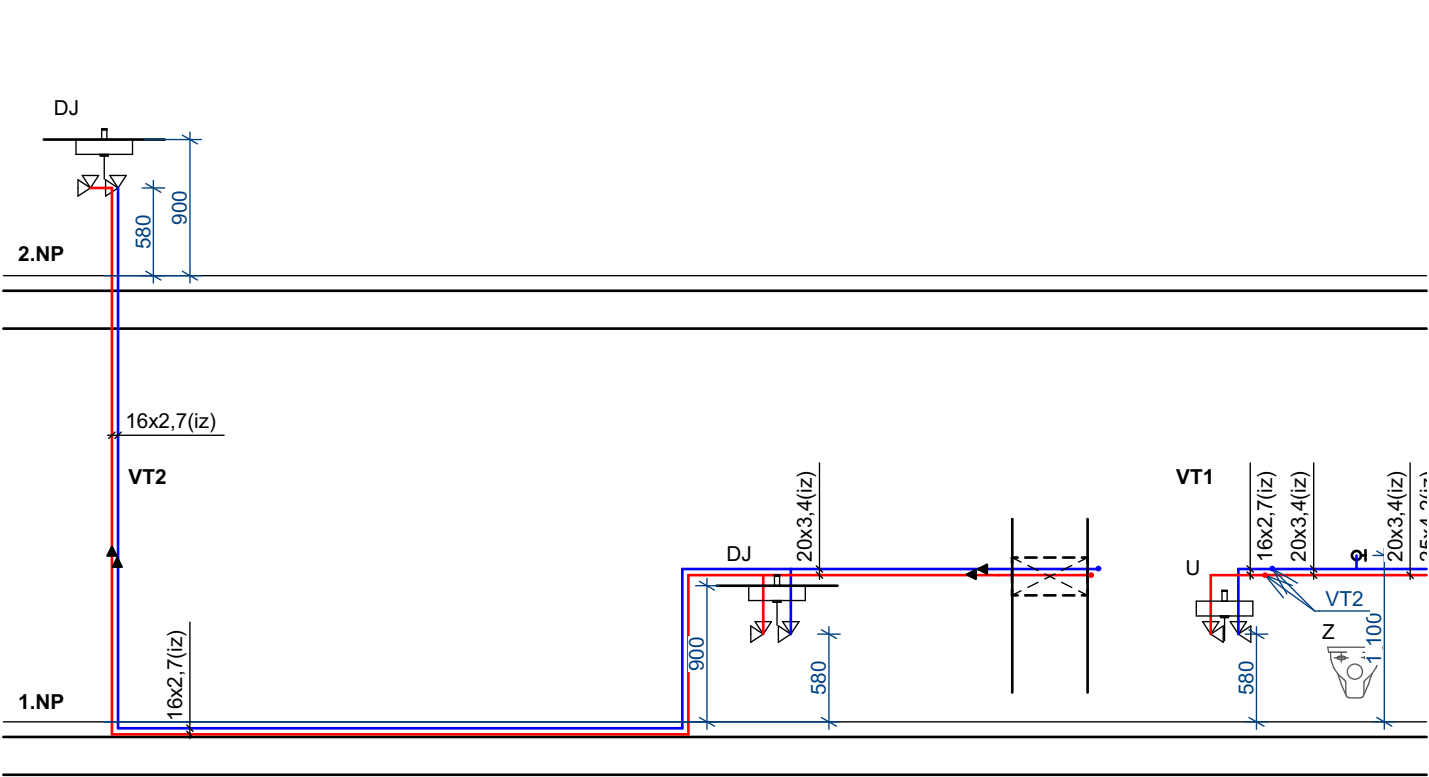 DJ
900
580
2.NP
16x2,7(iz)
VT2
VT1
20x3,4(iz)
16x2,7(iz)
20x3,4(iz)
20x3,4(iz)
DJ
U
VT2
Z
1 100
900
580
580
16x2,7(iz)
1.NP